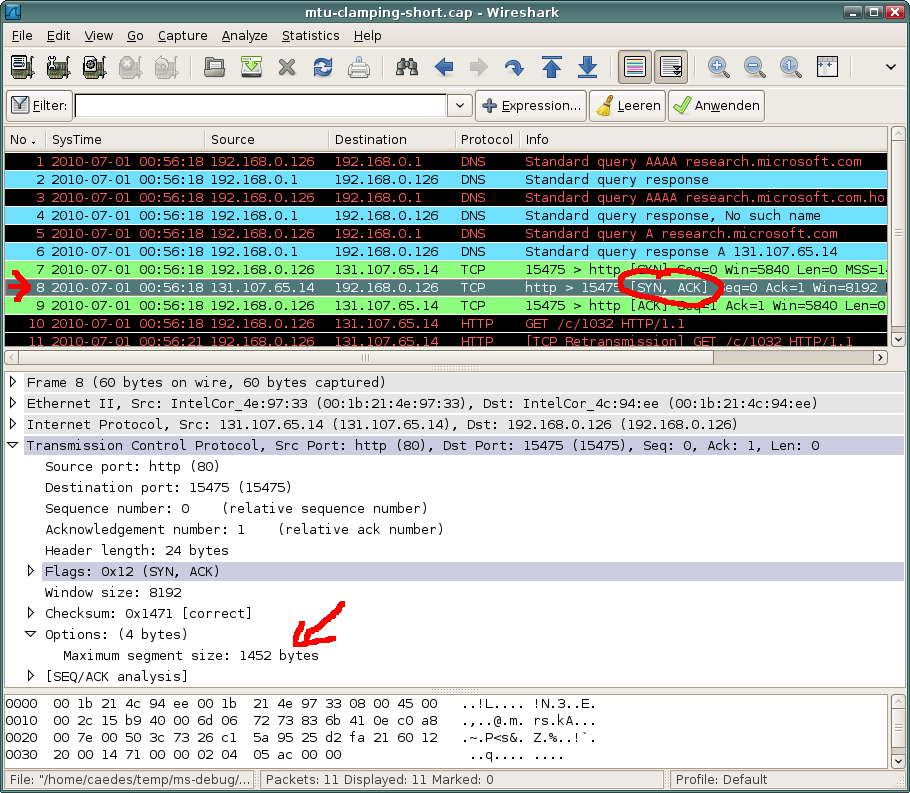 mtu-clamping-short.cap - Wireshark
File Edit View Go Capture Analyze Statistics Help
Filter: Expression... Leeren Anwenden
No . SysTime Source Destination Protocol Info
1 2010-07-01 00:56:18 192.168.0.126 192.168.0.1 DNS Standard query AAAA research.microsoft.com
2 2010-07-01 00:56:18 192.168.0.1 192.168.0.126 DNS Standard query response
3 2010-07-01 00:56:18 192.168.0.126 192.168.0.1 DNS Standard query AAAA research.microsoft.com.ho
4 2010-07-01 00:56:18 192.168.0.1 192.168.0.126 DNS Standard query response, No such name
5 2010-07-01 00:56:18 192.168.0.126 192.168.0.1 DNS Standard query A research.microsoft.com
6 2010-07-01 00:56:18 192.168.0.1 192.168.0.126 DNS Standard query response A 131.107.65.14
7 2010-07-01 00:56:18 192.168.0.126 131.107.65.14 TCP 15475 > http [SYN] Seq=0 Win=5840 Len=0 MSS=14
8 2010-07-01 00:56:18 131.107.65.14 192.168.0.126 TCP http > 15475 [SYN, ACK] Seq=0 Ack=1 Win=8192
9 2010-07-01 00:56:18 192.168.0.126 131.107.65.14 TCP 15475 > http [ACK] Seq=1 Ack=1 Win=5840 Len=0
10 2010-07-01 00:56:18 192.168.0.126 131.107.65.14 HTTP GET /c/1032 HTTP/1.1
11 2010-07-01 00:56:21 192.168.0.126 131.107.65.14 HTTP [TCP Retransmission] GET /c/1032 HTTP/1.1
Frame 8 (60 bytes on wire, 60 bytes captured)
Ethernet II, Src: IntelCor_4e:97:33 (00:1b:21:4e:97:33), Dst: IntelCor_4c:94:ee (00:1b:21:4c:94:ee)
Internet Protocol, Src: 131.107.65.14 (131.107.65.14), Dst: 192.168.0.126 (192.168.0.126)
Transmission Control Protocol, Src Port: http (80), Dst Port: 15475 (15475), Seq: 0, Ack: 1, Len: 0
Source port: http (80)
Destination port: 15475 (15475)
Sequence number: 0 (relative sequence number)
Acknowledgement number: 1 (relative ack number)
Header length: 24 bytes
Flags: 0x12 (SYN, ACK)
Window size: 8192
Checksum: 0x1471 [correct]
Options: (4 bytes)
Maximum segment size: 1452 bytes
[SEQ/ACK analysis]
0000 00 1b 21 4c 94 ee 00 1b 21 4e 97 33 08 00 45 00 ..!L.... !N.3..E.
0010 00 2c 15 b9 40 00 6d 06 72 73 83 6b 41 0e c0 a8 .,..@.m. rs.kA...
0020 00 7e 00 50 3c 73 26 c1 5a 95 25 d2 fa 21 60 12 .~.P<s&. Z.%..!`.
0030 20 00 14 71 00 00 02 04 05 ac 00 00 ..q.... ....
File: "/home/caedes/temp/ms-debug/... Packets: 11 Displayed: 11 Marked: 0 Profile: Default